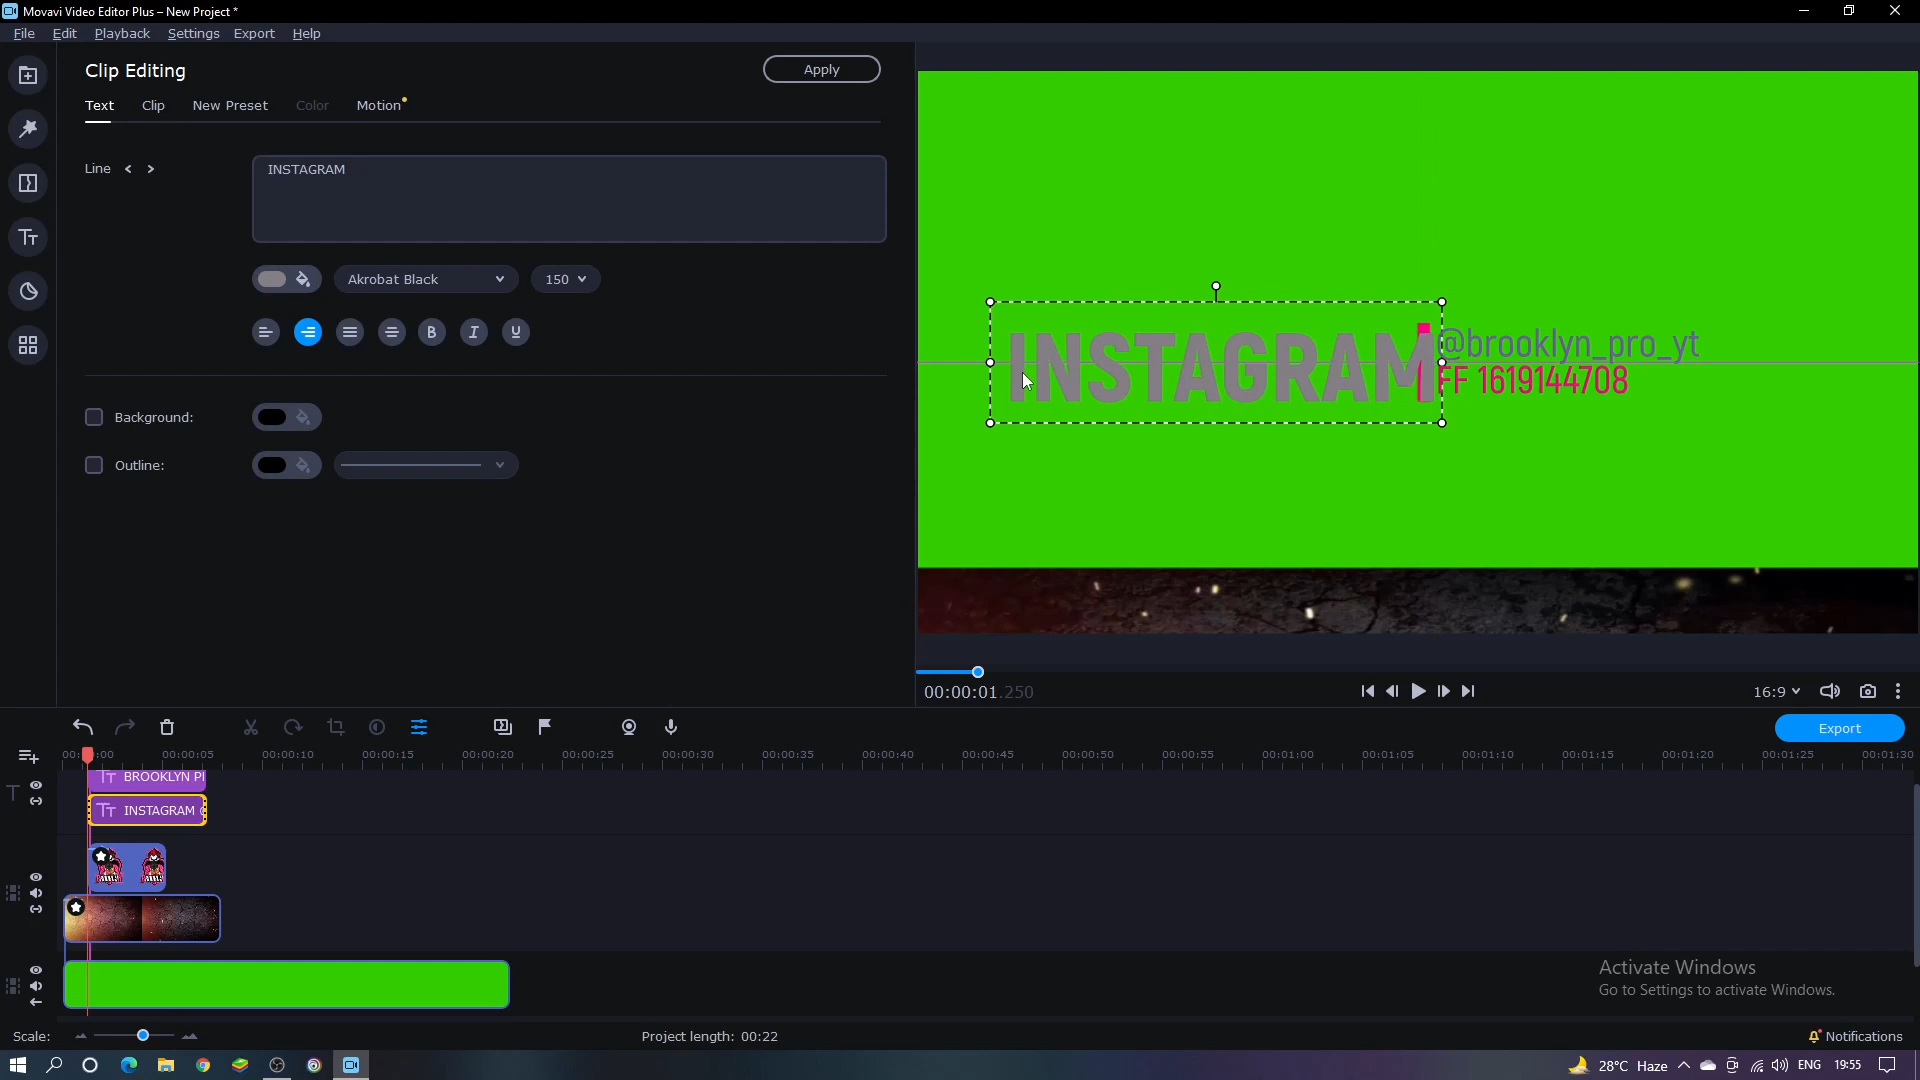 Movavi Video Editor Plus – New Project *
File Edit Playback Settings Export Help
Clip Editing
Apply
Text Clip New Preset Color Motion
Line < >
INSTAGRAM
Akrobat Black
150
B I U
Background:
Outline:
INSTAGRAM
@brooklyn_pro_yt
FF 1619144708
00:00:01.250
16:9
Export
00:00:05 00:00:10 00:00:15 00:00:20 00:00:25 00:00:30 00:00:35 00:00:40 00:00:45 00:00:50 00:00:55 00:01:00 00:01:05 00:01:10 00:01:15 00:01:20 00:01:25 00:01:30
BROOKLYN
INSTAGRAM
Activate Windows
Go to Settings to activate Windows.
Scale:
Project length: 00:22
Notifications
28°C Haze
ENG
19:55